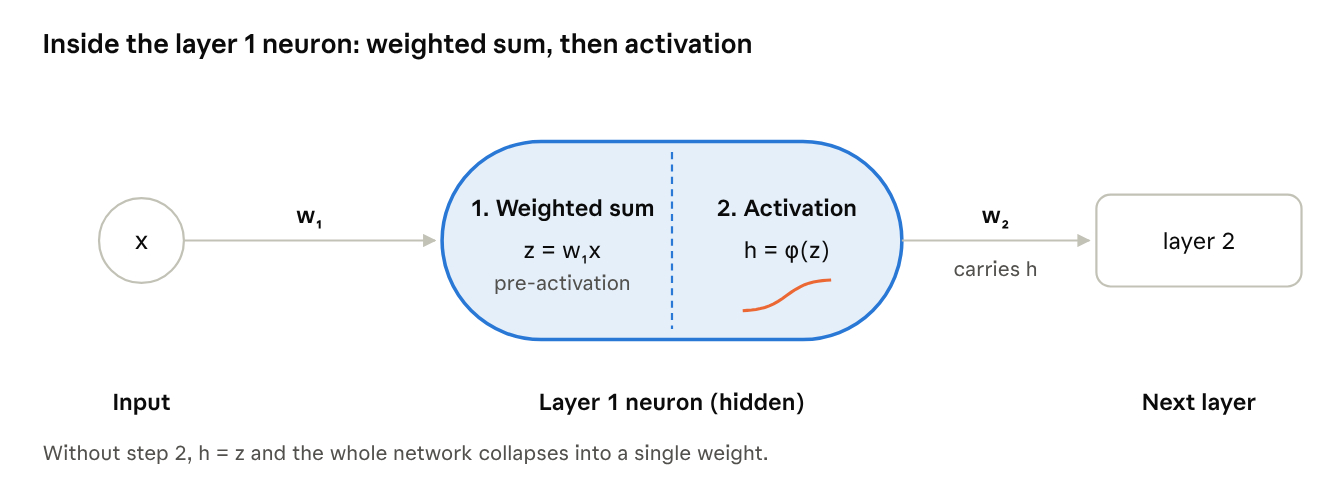 Inside the layer 1 neuron: weighted sum, then activation
x
w₁
1. Weighted sum
z = w₁x
pre-activation
2. Activation
h = φ(z)
w₂
carries h
layer 2
Input
Layer 1 neuron (hidden)
Next layer
Without step 2, h = z and the whole network collapses into a single weight.